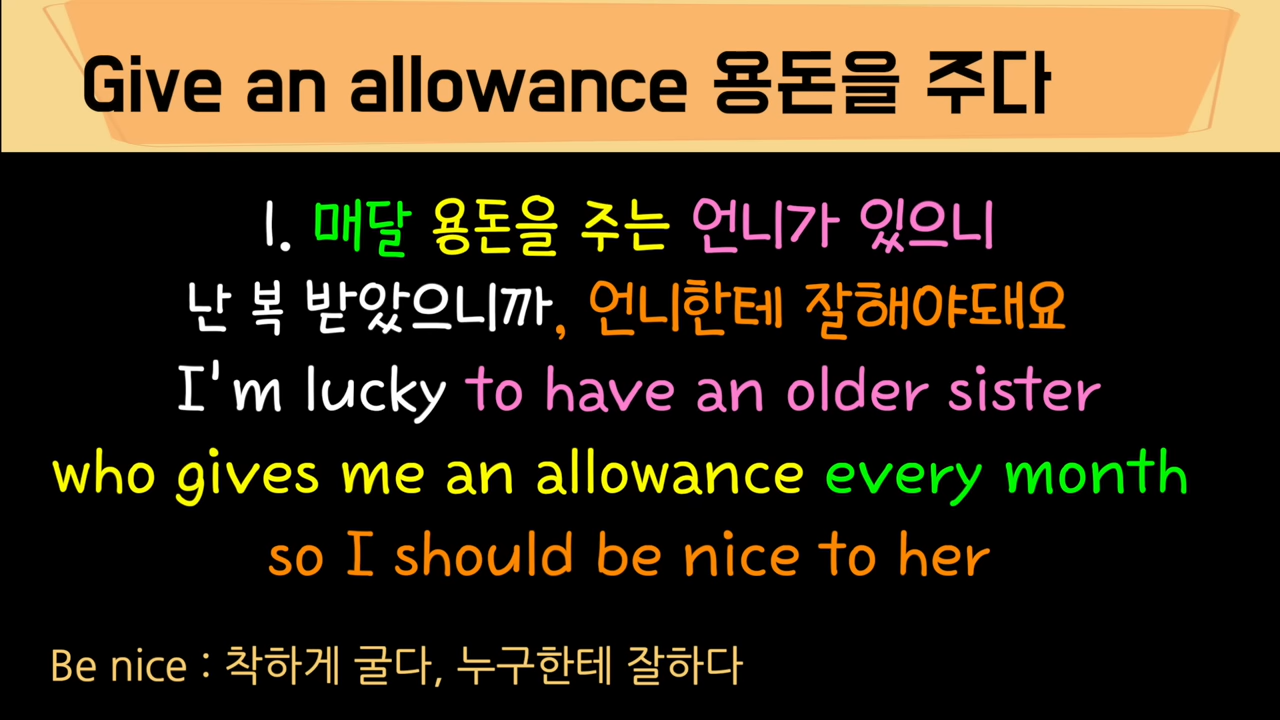 Give an allowance 용돈을 주다
1. 매달 용돈을 주는 언니가 있으니
난 복 받았으니까, 언니한테 잘해야돼요
I'm lucky to have an older sister
who gives me an allowance every month
so I should be nice to her
Be nice : 착하게 굴다, 누구한테 잘하다